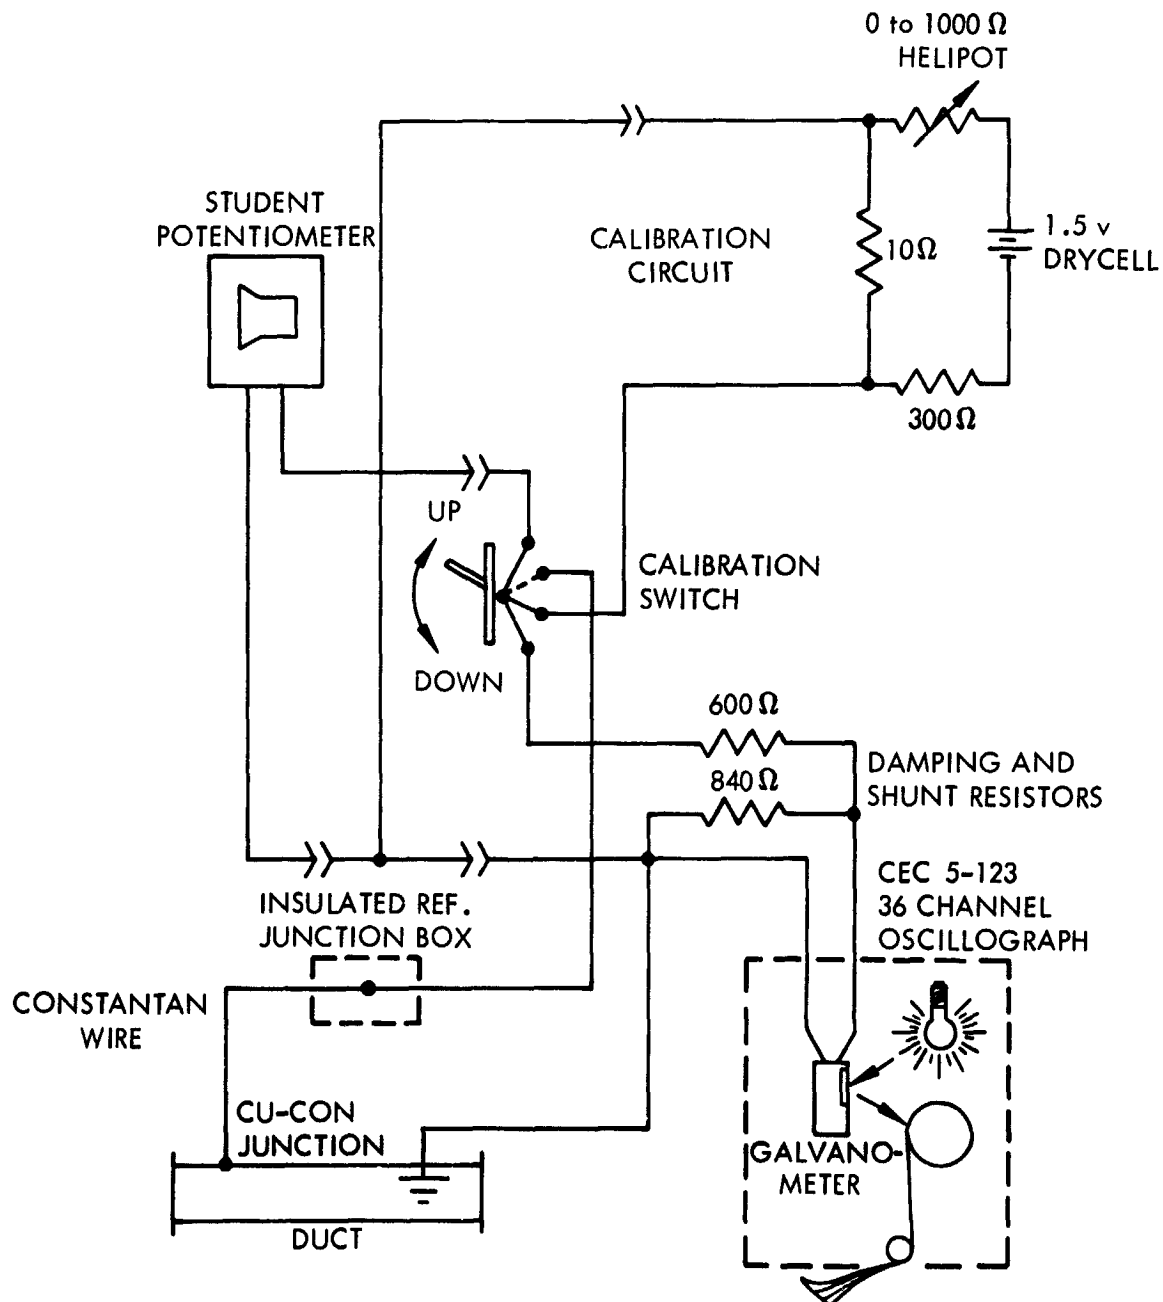 0 to 1000 Ω
HELIPOT
STUDENT
POTENTIOMETER
CALIBRATION
CIRCUIT
10Ω
1.5 v
DRYCELL
300Ω
UP
CALIBRATION
SWITCH
DOWN
600Ω
840Ω
DAMPING AND
SHUNT RESISTORS
CEC 5-123
36 CHANNEL
OSCILLOGRAPH
INSULATED REF.
JUNCTION BOX
CONSTANTAN
WIRE
CU-CON
JUNCTION
GALVANO-
METER
DUCT